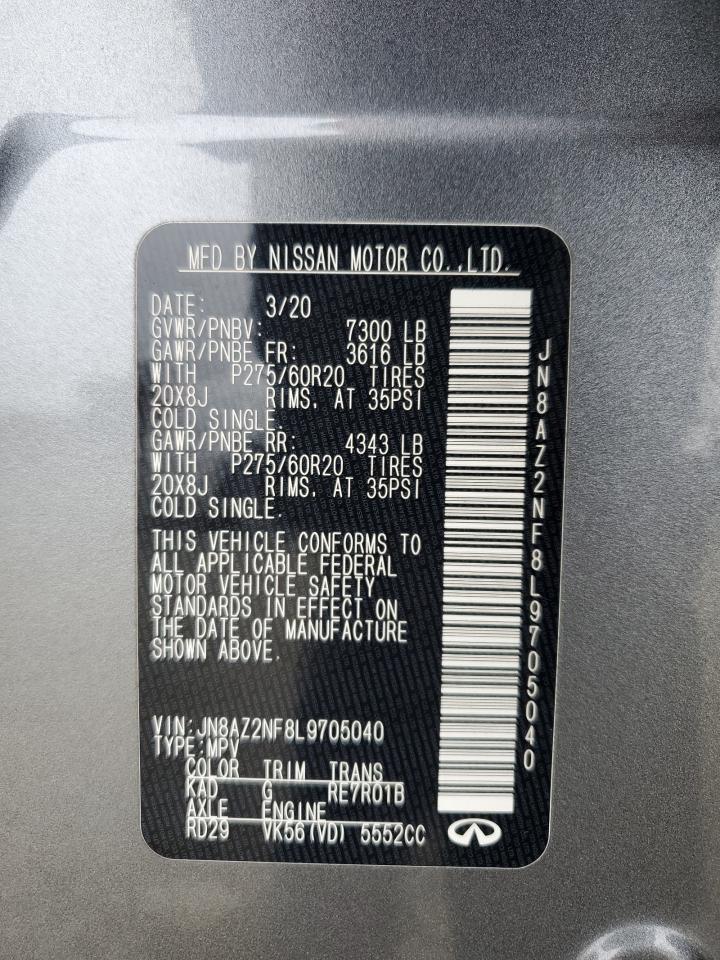 MFD BY NISSAN MOTOR CO.,LTD.
DATE: 3/20
GVWR/PNBV: 7300 LB
GAWR/PNBE FR: 3616 LB
WITH P275/60R20 TIRES
20X8J RIMS. AT 35PSI
COLD SINGLE.
GAWR/PNBE RR: 4343 LB
WITH P275/60R20 TIRES
20X8J RIMS. AT 35PSI
COLD SINGLE.
THIS VEHICLE CONFORMS TO
ALL APPLICABLE FEDERAL
MOTOR VEHICLE SAFETY
STANDARDS IN EFFECT ON
THE DATE OF MANUFACTURE
SHOWN ABOVE.
VIN:JN8AZ2NF8L9705040
TYPE:MPV
COLOR TRIM TRANS
KAD G RE7R01B
AXLE ENGINE
RD29 VK56(VD) 5552CC
JN8AZ2NF8L9705040